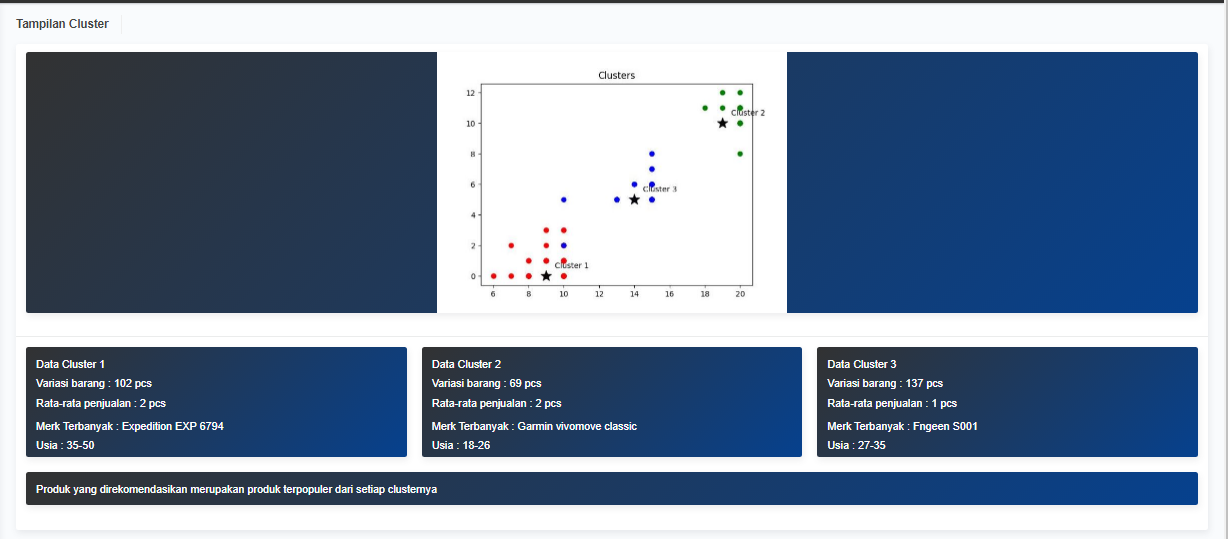 Tampilan Cluster
Clusters
12
10
8
6
4
2
0
Cluster 2
Cluster 3
Cluster 1
6 8 10 12 14 16 18 20
Data Cluster 1
Variasi barang : 102 pcs
Rata-rata penjualan : 2 pcs
Merk Terbanyak : Expedition EXP 6794
Usia : 35-50
Data Cluster 2
Variasi barang : 69 pcs
Rata-rata penjualan : 2 pcs
Merk Terbanyak : Garmin vivomove classic
Usia : 18-26
Data Cluster 3
Variasi barang : 137 pcs
Rata-rata penjualan : 1 pcs
Merk Terbanyak : Fngeen S001
Usia : 27-35
Produk yang direkomendasikan merupakan produk terpopuler dari setiap clusternya